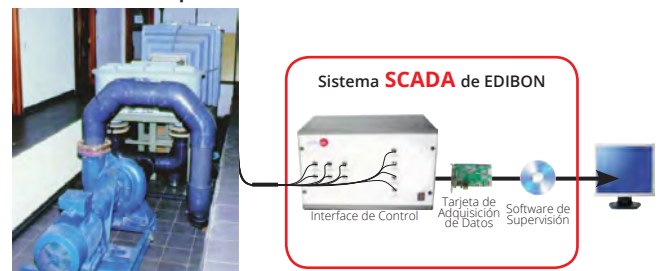 Sistema SCADA de EDIBON
Interface de Control
Tarjeta de
Adquisición
de Datos
Software de
Supervisión